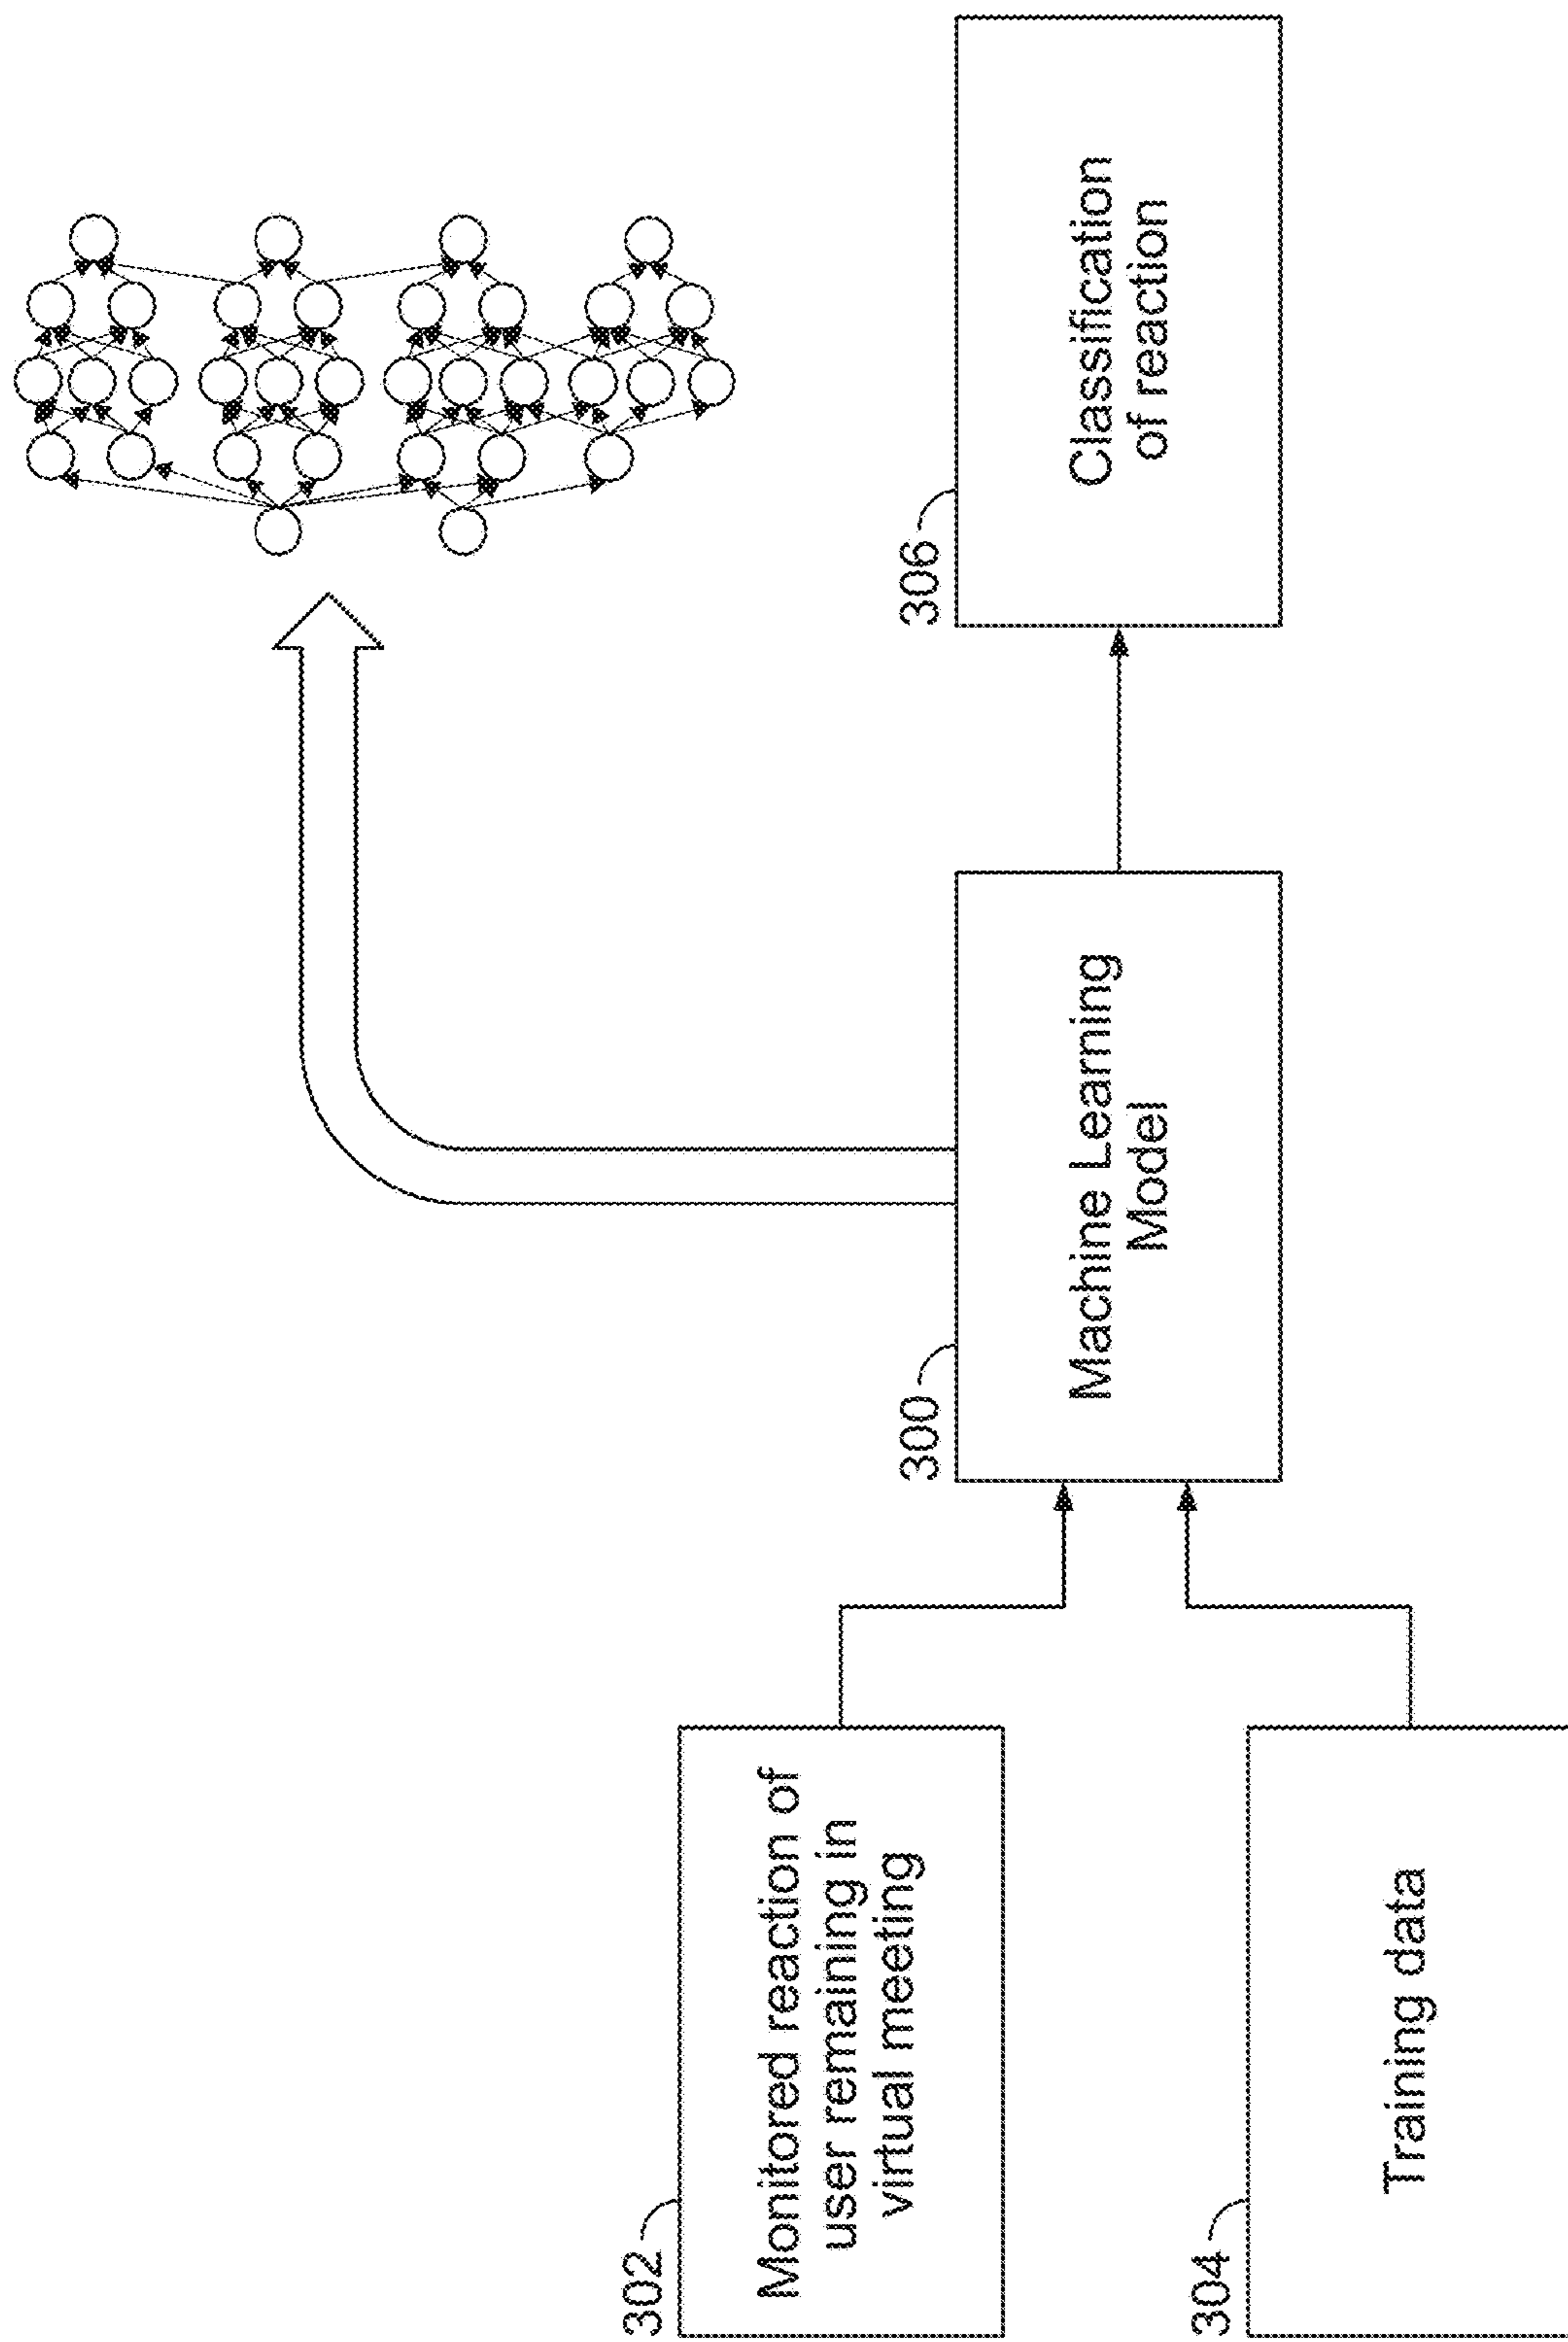 302
Monitored reaction of
user remaining in
virtual meeting
304
Training data
300
Machine Learning
Model
306
Classification
of reaction